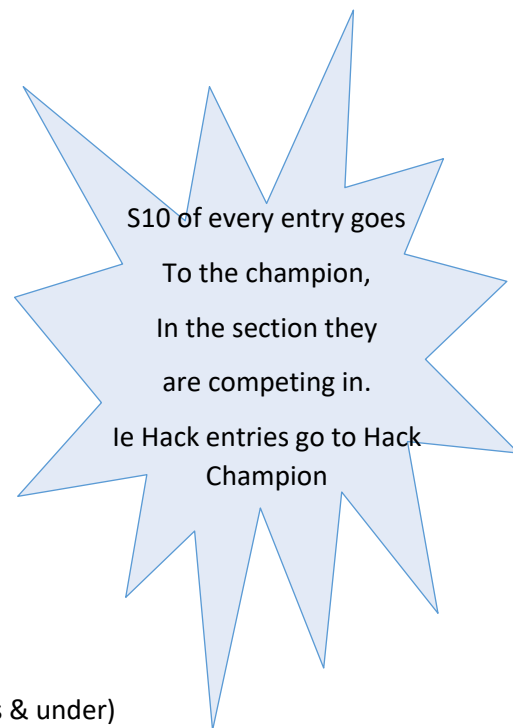 S10 of every entry goes
To the champion,
In the section they
are competing in.
Ie Hack entries go to Hack
Champion
& under)